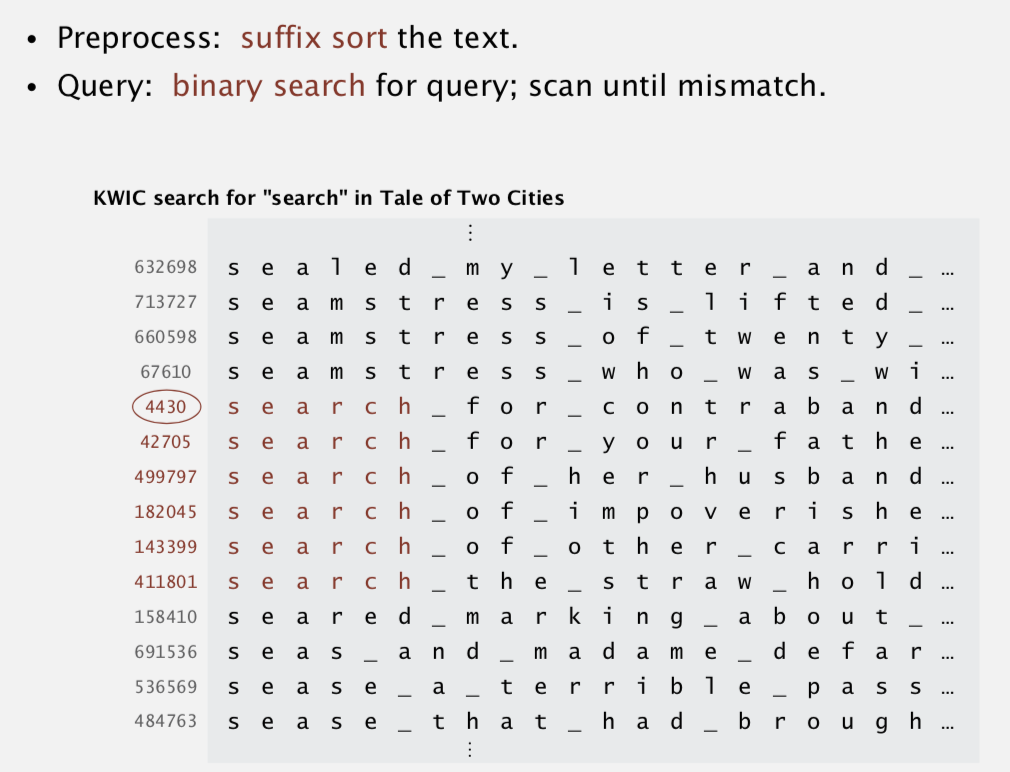 • Preprocess: suffix sort the text.
• Query: binary search for query; scan until mismatch.
KWIC search for "search" in Tale of Two Cities
⋮
632698 s e a l e d _ m y _ l e t t e r _ a n d _ …
713727 s e a m s t r e s s _ i s _ l i f t e d _ …
660598 s e a m s t r e s s _ o f _ t w e n t y _ …
67610 s e a m s t r e s s _ w h o _ w a s _ w i …
4430 s e a r c h _ f o r _ c o n t r a b a n d …
42705 s e a r c h _ f o r _ y o u r _ f a t h e …
499797 s e a r c h _ o f _ h e r _ h u s b a n d …
182045 s e a r c h _ o f _ i m p o v e r i s h e …
143399 s e a r c h _ o f _ o t h e r _ c a r r i …
411801 s e a r c h _ t h e _ s t r a w _ h o l d …
158410 s e a r e d _ m a r k i n g _ a b o u t _ …
691536 s e a s _ a n d _ m a d a m e _ d e f a r …
536569 s e a s e _ a _ t e r r i b l e _ p a s s …
484763 s e a s e _ t h a t _ h a d _ b r o u g h …
⋮